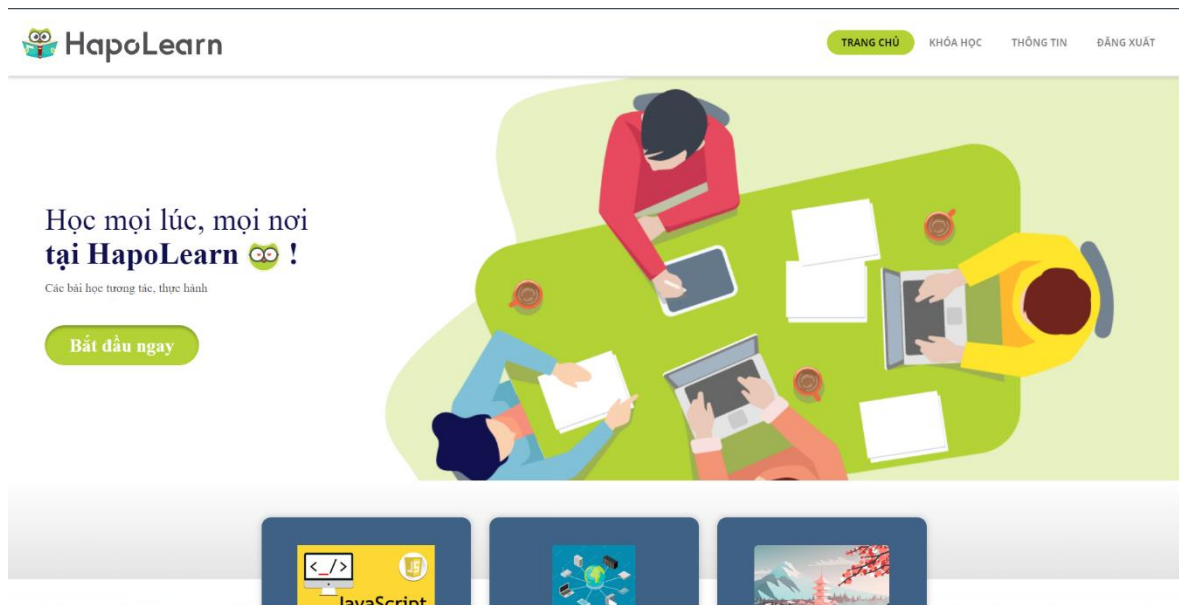 HapoLearn
TRANG CHỦ KHÓA HỌC THÔNG TIN ĐĂNG XUẤT
Học mọi lúc, mọi nơi
tại HapoLearn !
Các bài học tương tác, thực hành
Bắt đầu ngay
<_/> JS
JavaScript